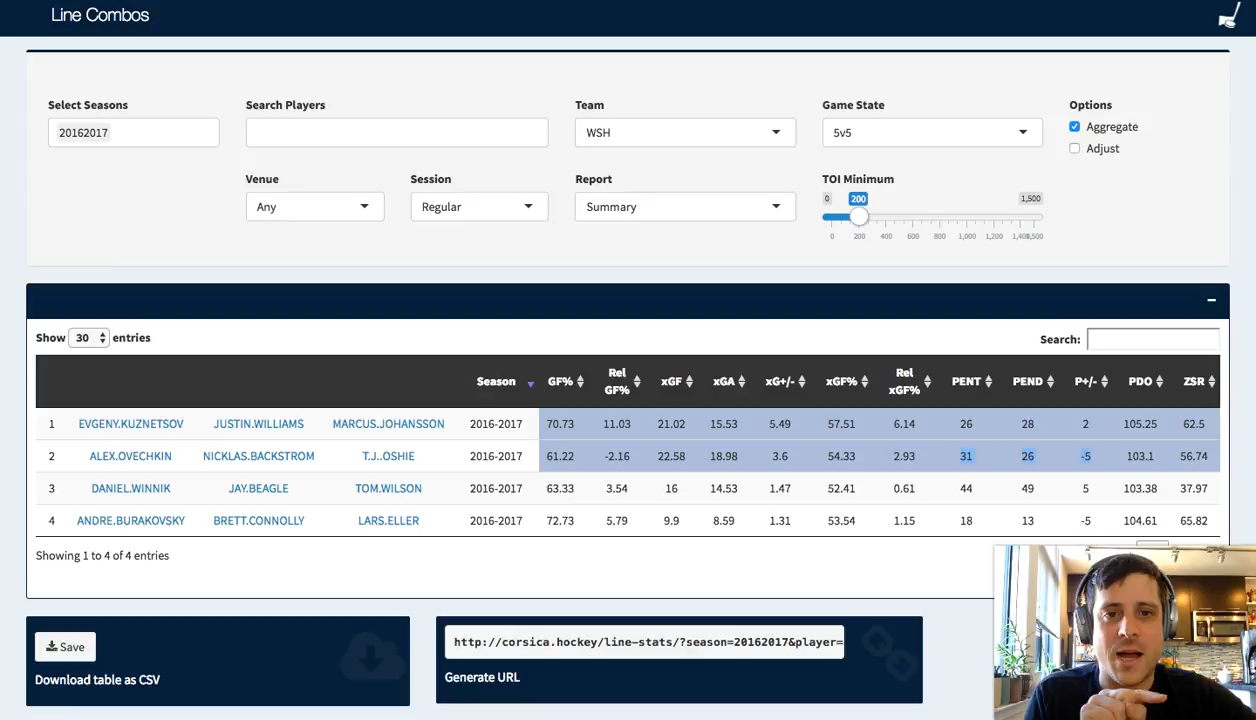 Line Combos
Select Seasons
Search Players
Team
Game State
Options
20162017
WSH
5v5
Aggregate
Adjust
Venue
Session
Report
TOI Minimum
Any
Regular
Summary
0 200 1,500
0 200 400 600 800 1,000 1,200 1,400 1,500
Show 30 entries
Search:
Season GF% Rel GF% xGF xGA xG+/- xGF% Rel xGF% PENT PEND P+/- PDO ZSR
1 EVGENY.KUZNETSOV JUSTIN.WILLIAMS MARCUS.JOHANSSON 2016-2017 70.73 11.03 21.02 15.53 5.49 57.51 6.14 26 28 2 105.25 62.5
2 ALEX.OVECHKIN NICKLAS.BACKSTROM T.J..OSHIE 2016-2017 61.22 -2.16 22.58 18.98 3.6 54.33 2.93 31 26 -5 103.1 56.74
3 DANIEL.WINNIK JAY.BEAGLE TOM.WILSON 2016-2017 63.33 3.54 16 14.53 1.47 52.41 0.61 44 49 5 103.38 37.97
4 ANDRE.BURAKOVSKY BRETT.CONNOLLY LARS.ELLER 2016-2017 72.73 5.79 9.9 8.59 1.31 53.54 1.15 18 13 -5 104.61 65.82
Showing 1 to 4 of 4 entries
Save
Download table as CSV
http://corsica.hockey/line-stats/?season=20162017&player=
Generate URL